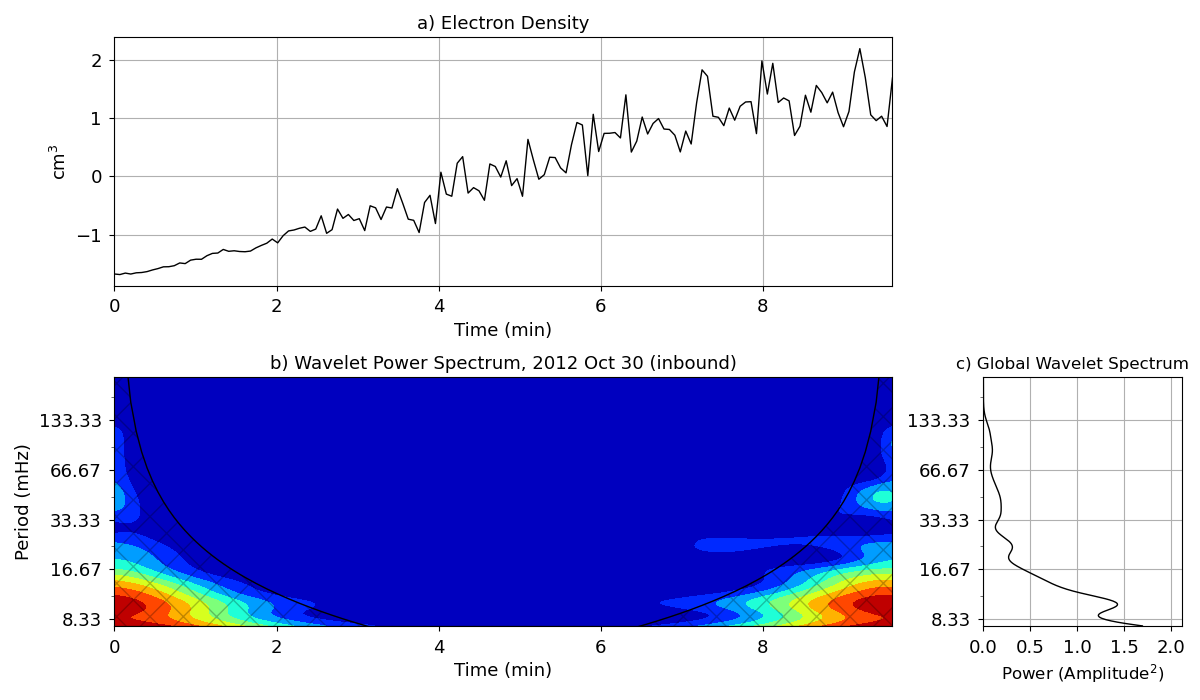 a) Electron Density
2
1
0
−1
cm³
0 2 4 6 8
Time (min)
b) Wavelet Power Spectrum, 2012 Oct 30 (inbound)
133.33
66.67
33.33
16.67
8.33
Period (mHz)
0 2 4 6 8
Time (min)
c) Global Wavelet Spectrum
133.33
66.67
33.33
16.67
8.33
0.0 0.5 1.0 1.5 2.0
Power (Amplitude²)